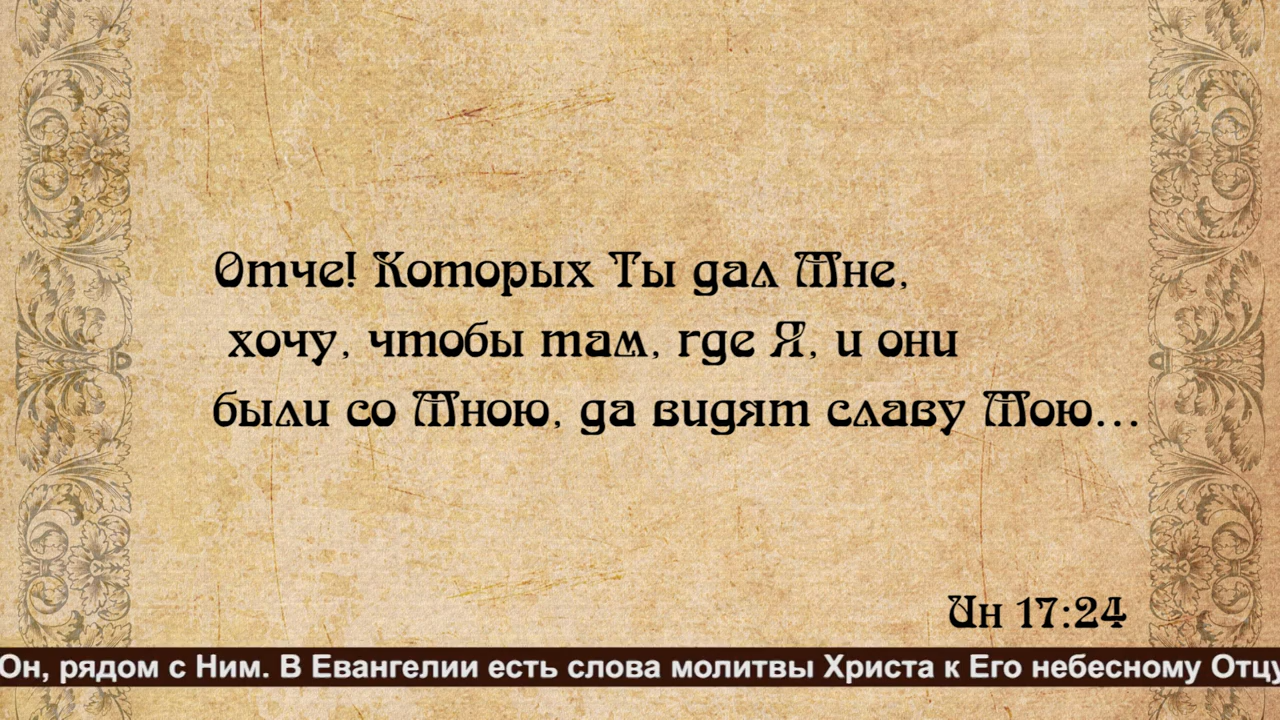 Отче! Которых Ты дал Мне,
хочу, чтобы там, где Я, и они
были со Мною, да видят славу Мою...
Ин 17:24
Он, рядом с Ним. В Евангелии есть слова молитвы Христа к Его небесному Отцу